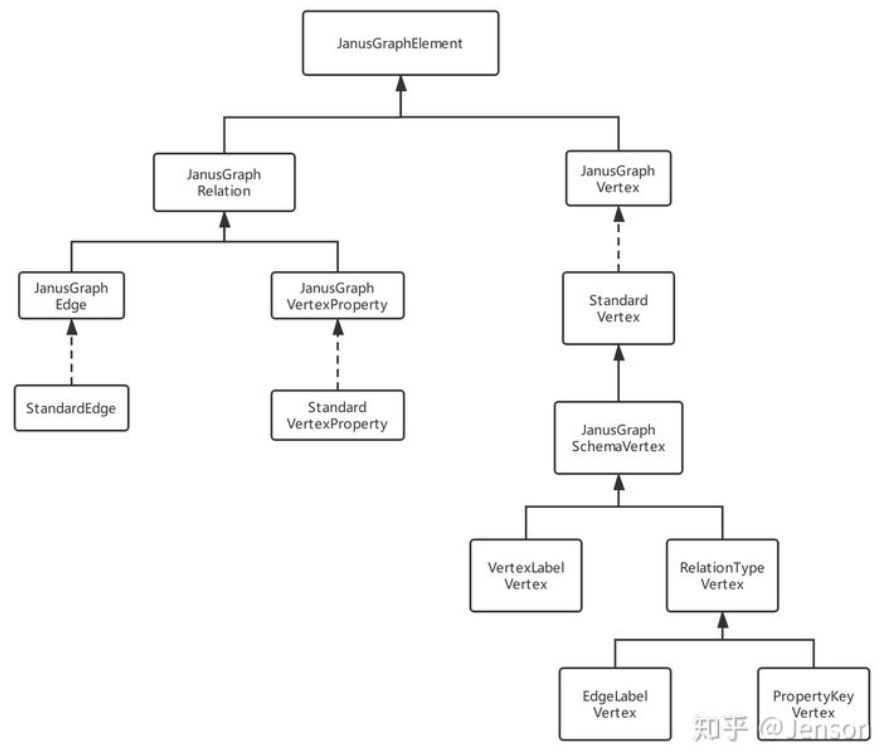 JanusGraphElement
JanusGraph
Relation
JanusGraph
Vertex
JanusGraph
Edge
JanusGraph
VertexProperty
Standard
Vertex
StandardEdge
Standard
VertexProperty
JanusGraph
SchemaVertex
VertexLabel
Vertex
RelationType
Vertex
EdgeLabel
Vertex
PropertyKey
Vertex
知乎 @Jenson